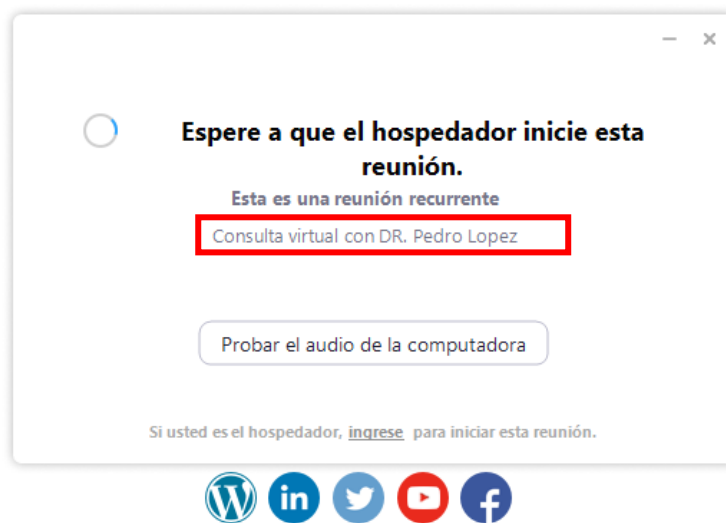 Espere a que el hospedador inicie esta
reunión.
Esta es una reunión recurrente
Consulta virtual con DR. Pedro Lopez
Probar el audio de la computadora
Si usted es el hospedador, ingrese para iniciar esta reunión.